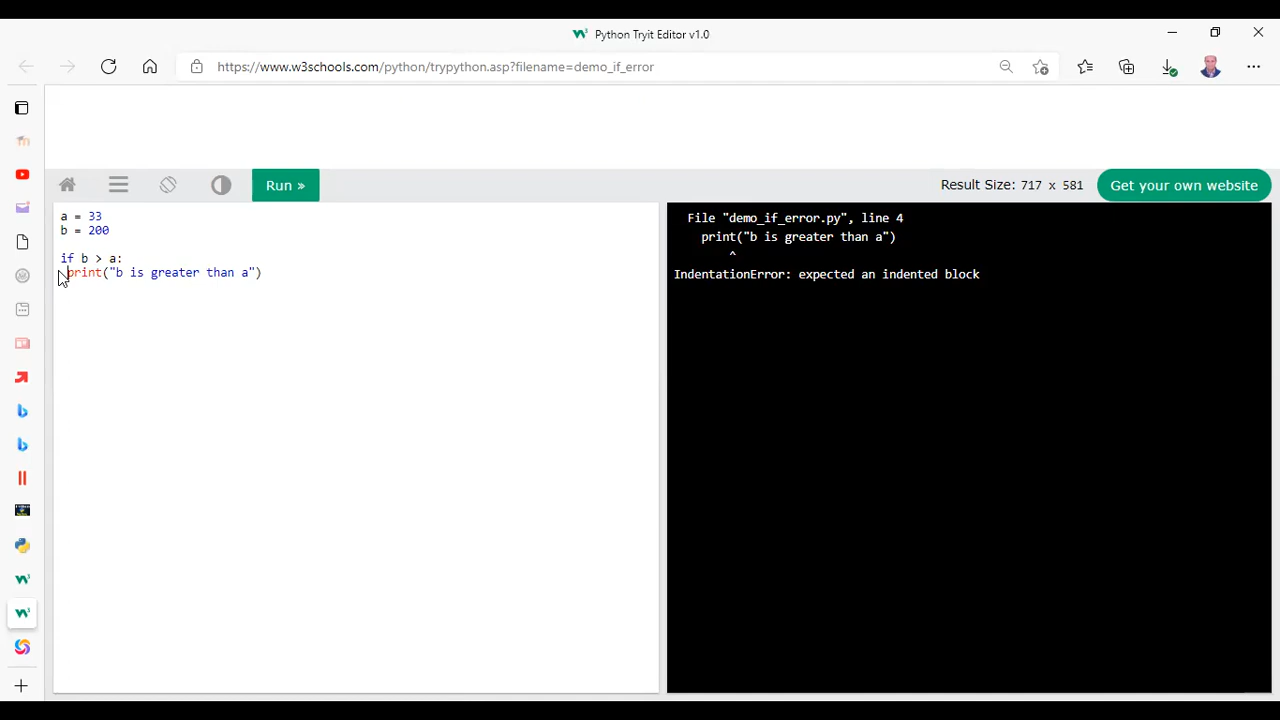 Python Tryit Editor v1.0
https://www.w3schools.com/python/trypython.asp?filename=demo_if_error
Run »
Result Size: 717 x 581
Get your own website
a = 33
b = 200
if b > a:
print("b is greater than a")
File "demo_if_error.py", line 4
print("b is greater than a")
^
IndentationError: expected an indented block